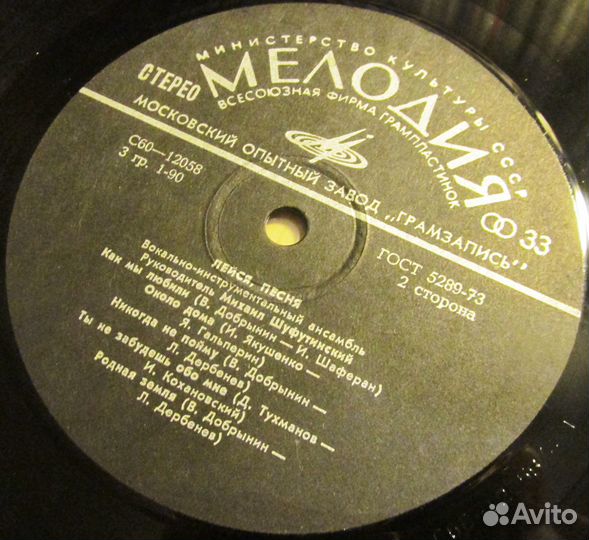 МИНИСТЕРСТВО КУЛЬТУРЫ СССР
СТЕРЕО
МЕЛОДИЯ
33
ВСЕСОЮЗНАЯ ФИРМА ГРАМПЛАСТИНОК
МОСКОВСКИЙ ОПЫТНЫЙ ЗАВОД „ГРАМЗАПИСЬ"
С60—12058
3 гр. 1-90
ГОСТ 5289-73
2 сторона
ЛЕЙСЯ, ПЕСНЯ
Вокально-инструментальный ансамбль
Руководитель Михаил Шуфутинский
Как мы любили (В. Добрынин — И. Шаферан)
Около дома (И. Якушенко —
Я. Гальперин)
Никогда не пойму (В. Добрынин —
Л. Дербенев)
Ты не забудешь обо мне (Д. Тухманов —
И. Кохановский)
Родная земля (В. Добрынин —
Л. Дербенев)
Avito